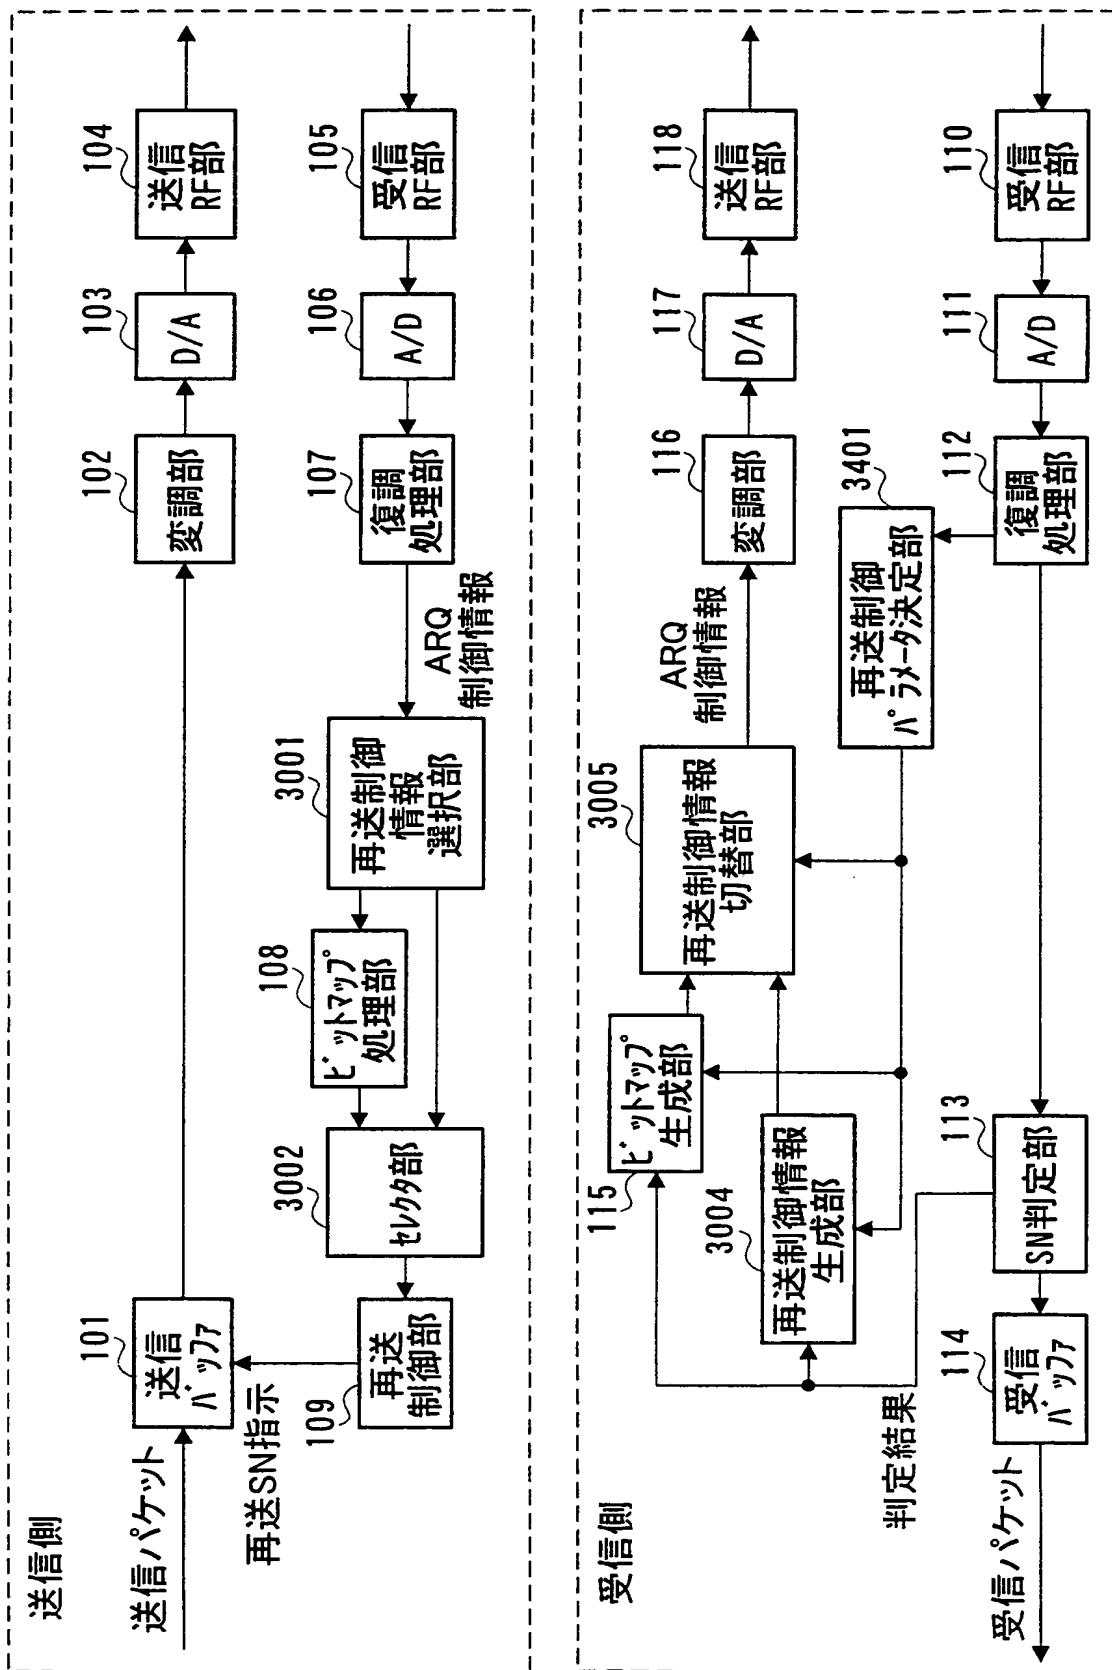 送信側
送信パケット
101
送信
バッファ
102
変調部
103
D/A
104
送信
RF部
再送SN指示
109
再送
制御部
3002
セレクタ部
108
ビットマップ
処理部
3001
再送制御
情報
選択部
ARQ
制御情報
107
復調
処理部
106
A/D
105
受信
RF部
受信側
115
ビットマップ
生成部
3004
再送制御情報
生成部
3005
再送制御情報
切替部
ARQ
制御情報
116
変調部
117
D/A
118
送信
RF部
3401
再送制御
パラメータ決定部
判定結果
受信パケット
114
受信
バッファ
113
SN判定部
112
復調
処理部
111
A/D
110
受信
RF部